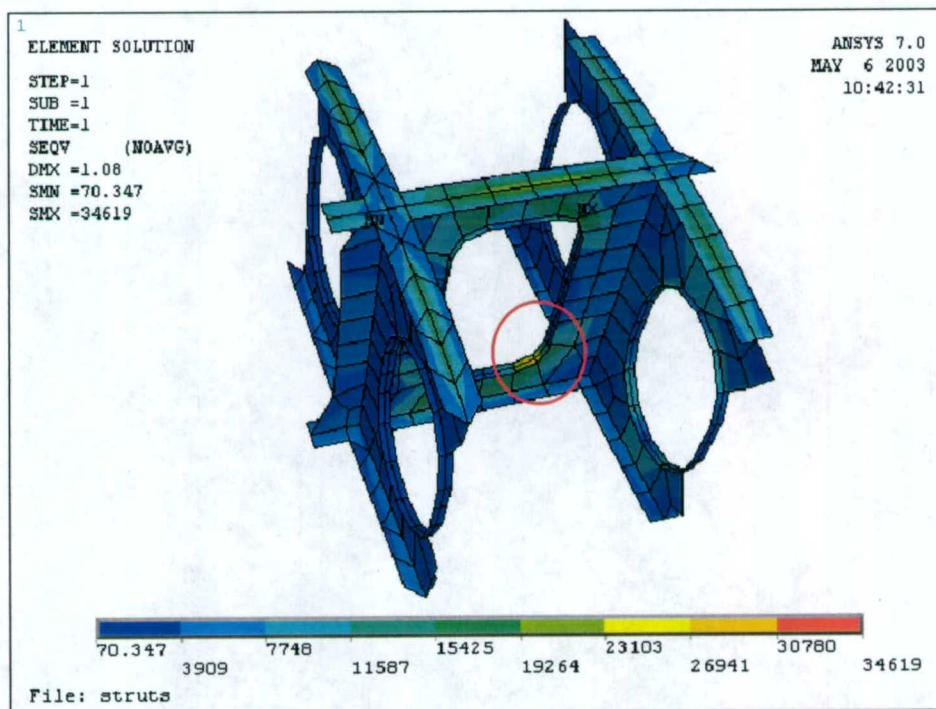 1
ELEMENT SOLUTION
STEP=1
SUB =1
TIME=1
SEQV (NOAVG)
DMX =1.08
SMN =70.347
SMX =34619
ANSYS 7.0
MAY 6 2003
10:42:31
MN
MX
70.347 7748 15425 23103 30780
3909 11587 19264 26941 34619
File: struts